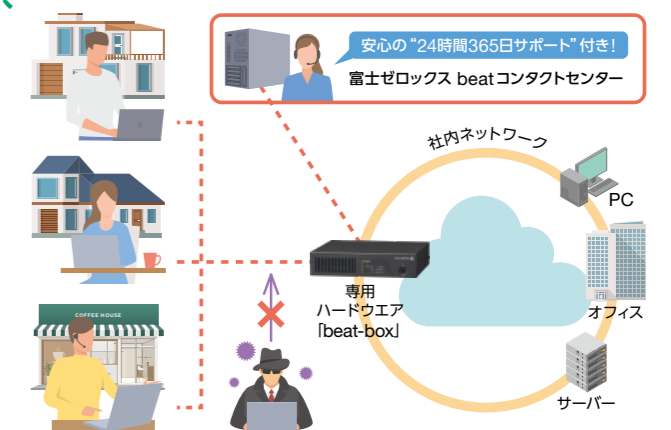 安心の“24時間365日サポート”付き!
富士ゼロックス beatコンタクトセンター
社内ネットワーク
PC
オフィス
サーバー
専用
ハードウエア
「beat-box」
COFFEE HOUSE